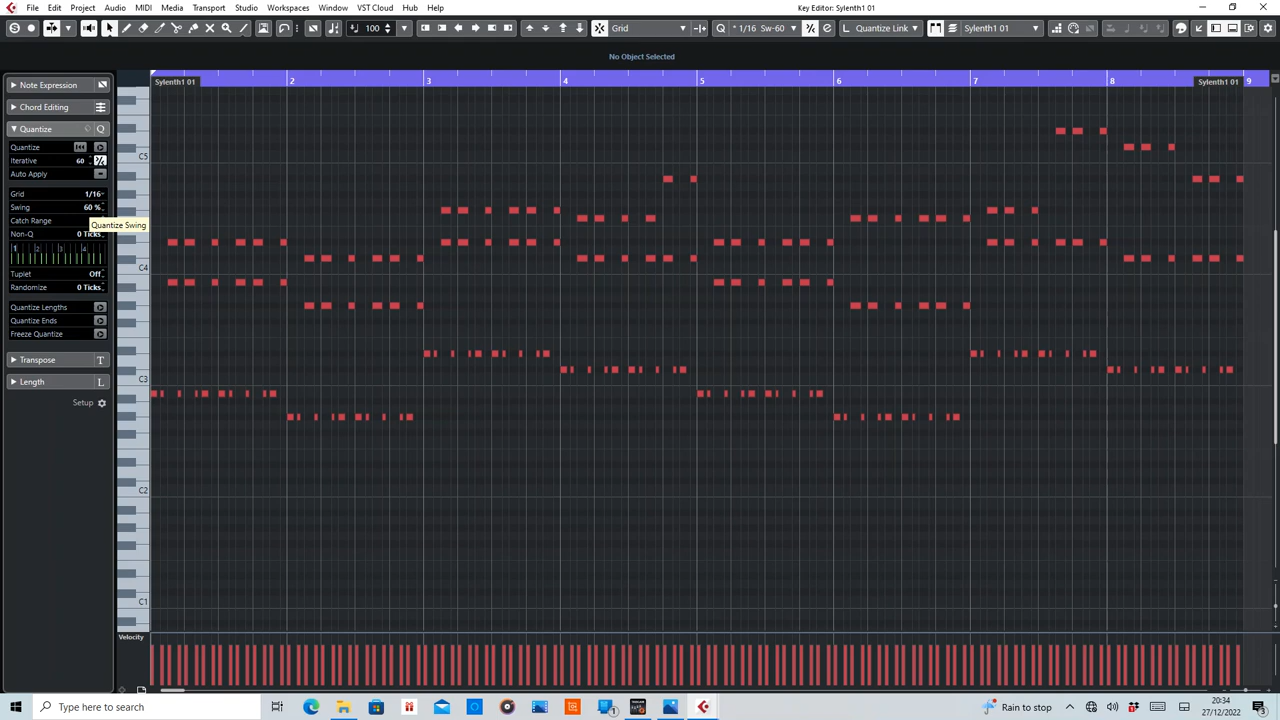 File Edit Project Audio MIDI Media Transport Studio Workspaces Window VST Cloud Hub Help
Key Editor: Sylenth1 01
S 100 Grid Q * 1/16 Sw-60 L Quantize Link Sylenth1 01
No Object Selected
2 3 4 5 6 7 8 9
Sylenth1 01 Sylenth1 01
Note Expression
Chord Editing
Quantize Q
Quantize
Iterative 60
Auto Apply
Grid 1/16
Swing 60 %
Catch Range
Quantize Swing
Non-Q 0 Ticks
1 2 3 4
Tuplet Off
Randomize 0 Ticks
Quantize Lengths
Quantize Ends
Freeze Quantize
Transpose T
Length L
Setup
C5
C4
C3
C2
C1
Velocity
Type here to search
Rain to stop
20:34
27/12/2022